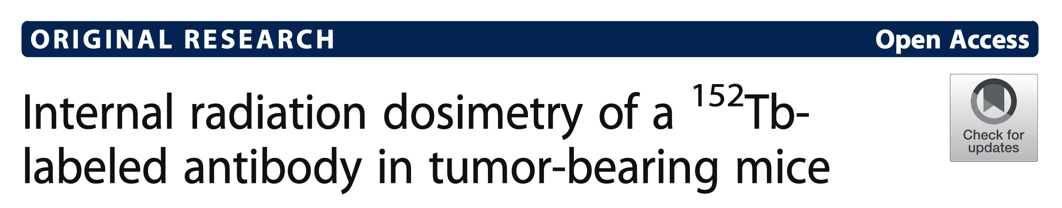 ORIGINAL RESEARCH Open Access
Internal radiation dosimetry of a ¹⁵²Tb-
labeled antibody in tumor-bearing mice
Check for
updates